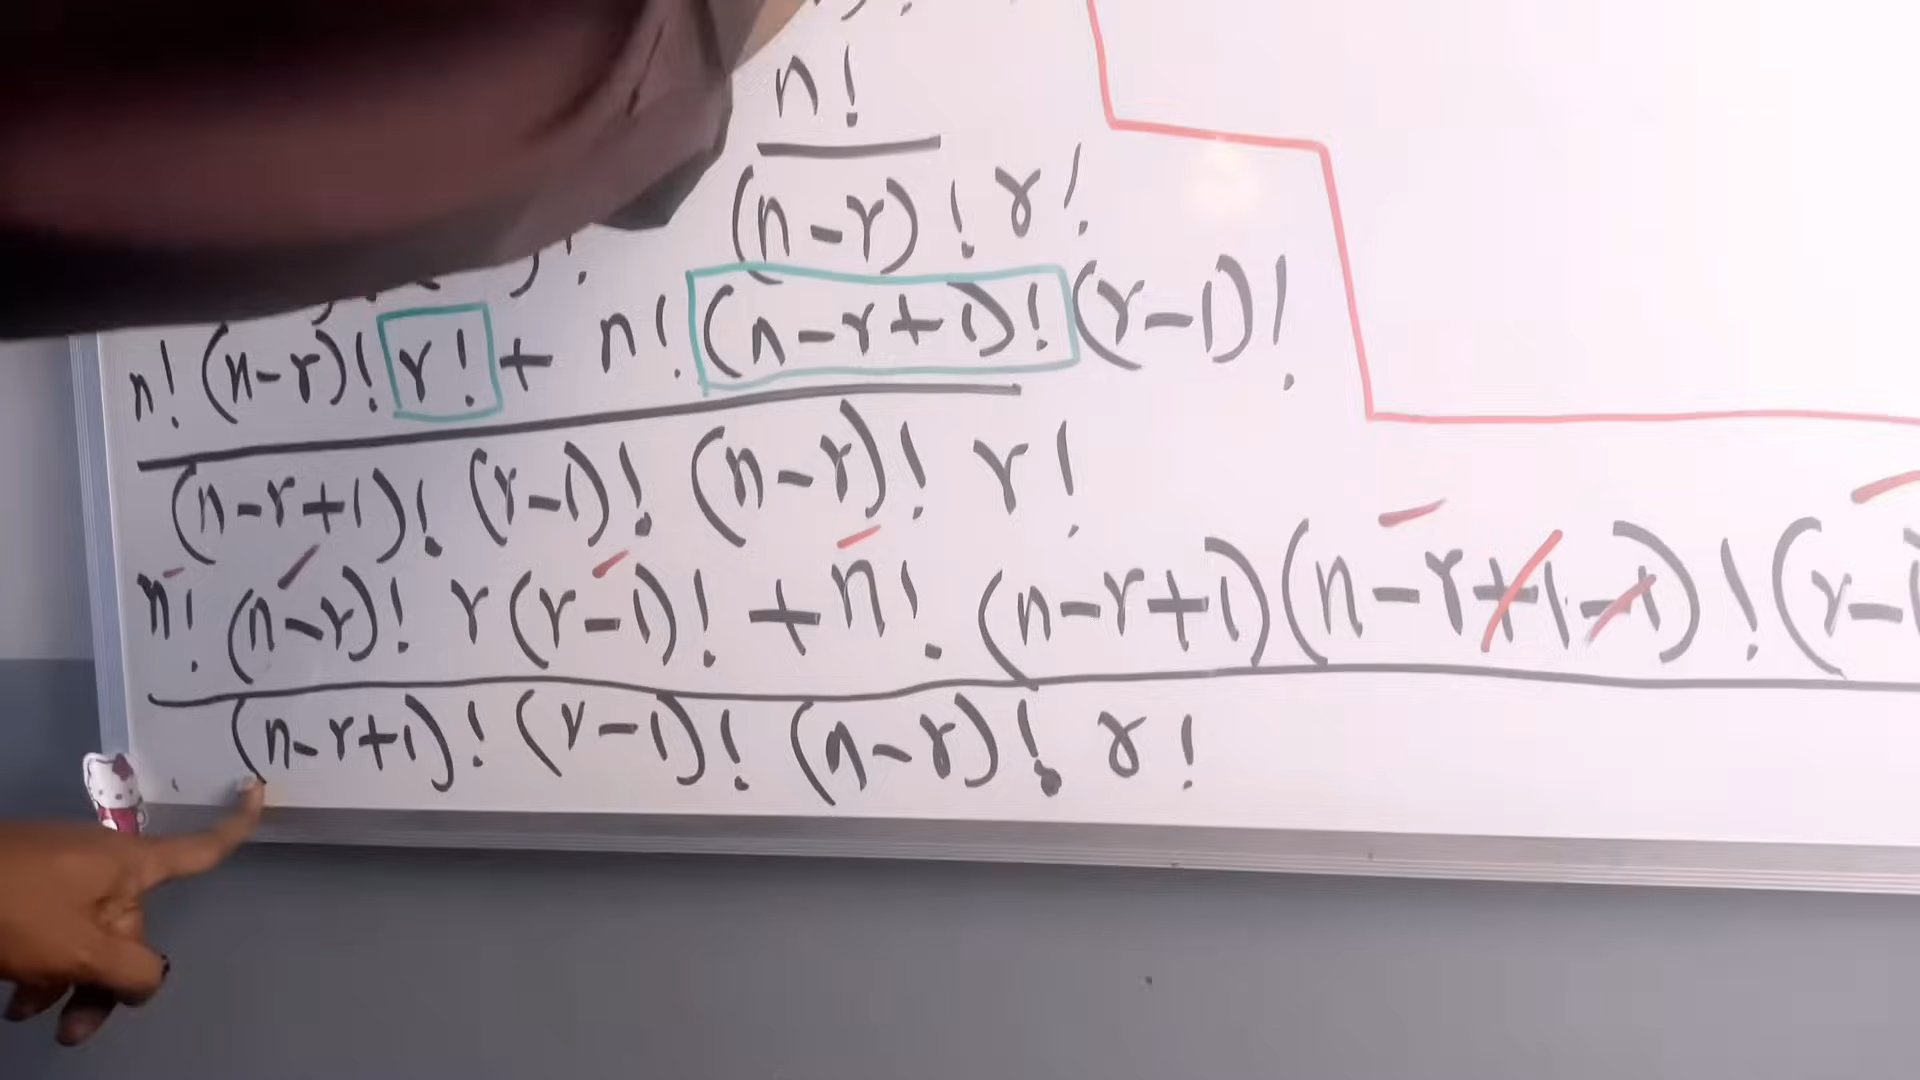 n!
(n-r)! r!
n! (n-r)! r! + n! (n-r+1)! (r-1)!
(n-r+1)! (r-1)! (n-r)! r!
n! (n-r)! r(r-1)! + n! (n-r+1)(n-r+1-1)! (r-1
(n-r+1)! (r-1)! (n-r)! r!